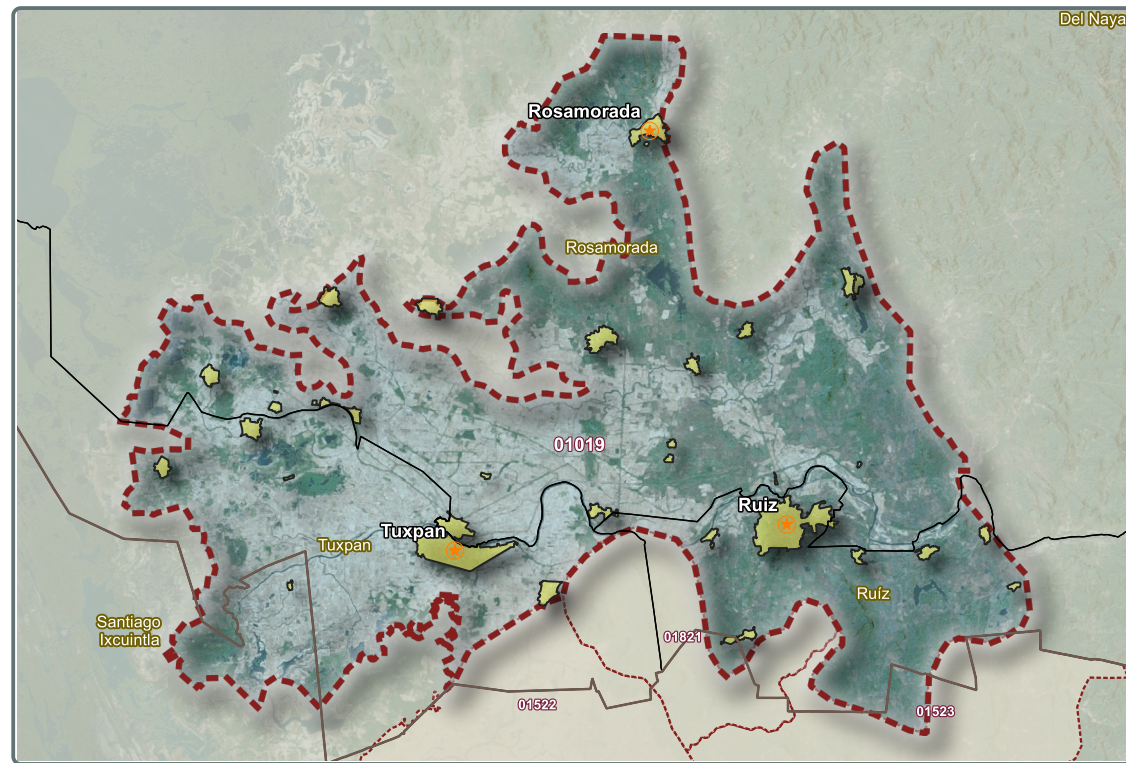 Del Naya
Rosamorada
Rosamorada
01019
Ruiz
Tuxpan
Tuxpan
Ruíz
Santiago
Ixcuintla
01821
01522
01523